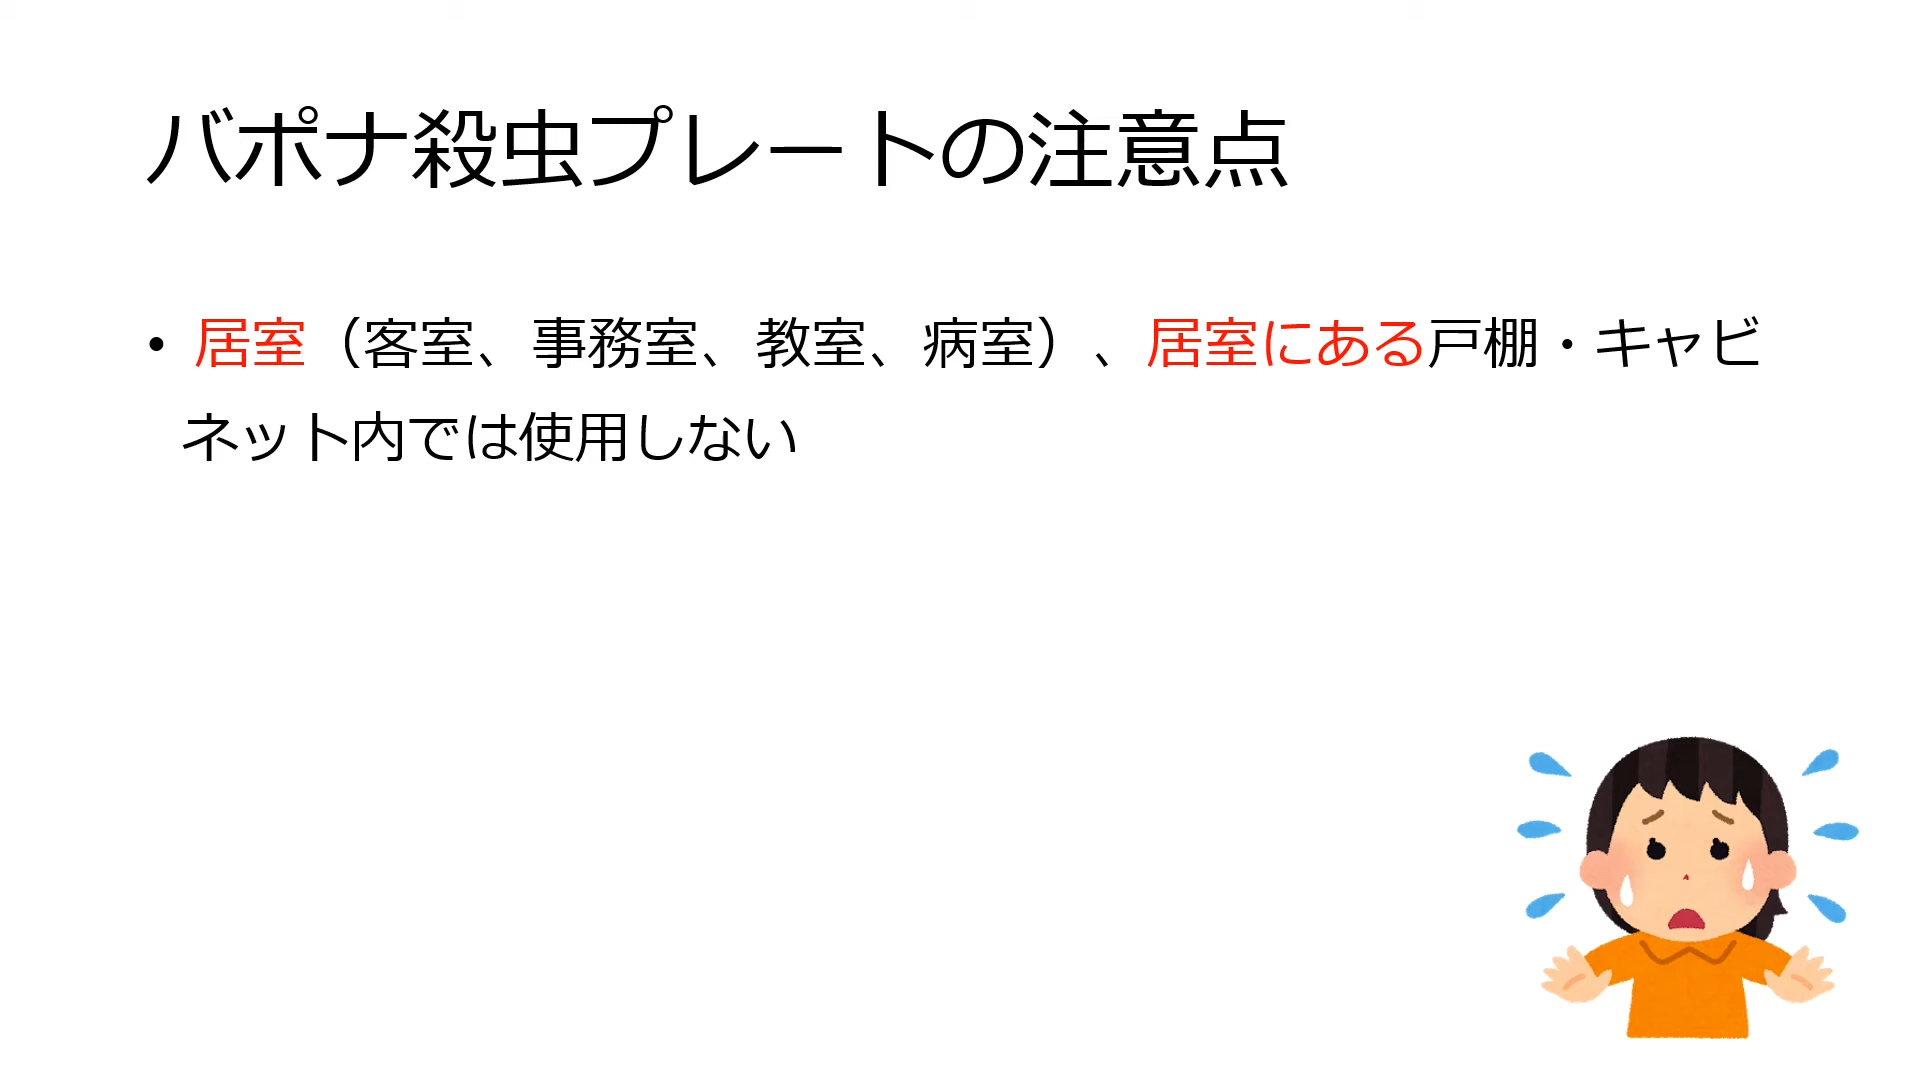 バポナ殺虫プレートの注意点
• 居室（客室、事務室、教室、病室）、居室にある戸棚・キャビ
ネット内では使用しない